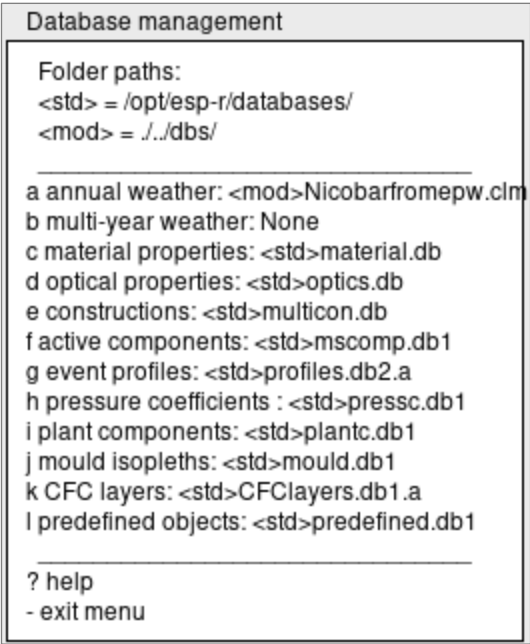 Database management
Folder paths:
<std> = /opt/esp-r/databases/
<mod> = ./../dbs/
a annual weather: <mod>Nicobarfromepw.clm
b multi-year weather: None
c material properties: <std>material.db
d optical properties: <std>optics.db
e constructions: <std>multicon.db
f active components: <std>mscomp.db1
g event profiles: <std>profiles.db2.a
h pressure coefficients : <std>pressc.db1
i plant components: <std>plantc.db1
j mould isopleths: <std>mould.db1
k CFC layers: <std>CFClayers.db1.a
l predefined objects: <std>predefined.db1
? help
- exit menu